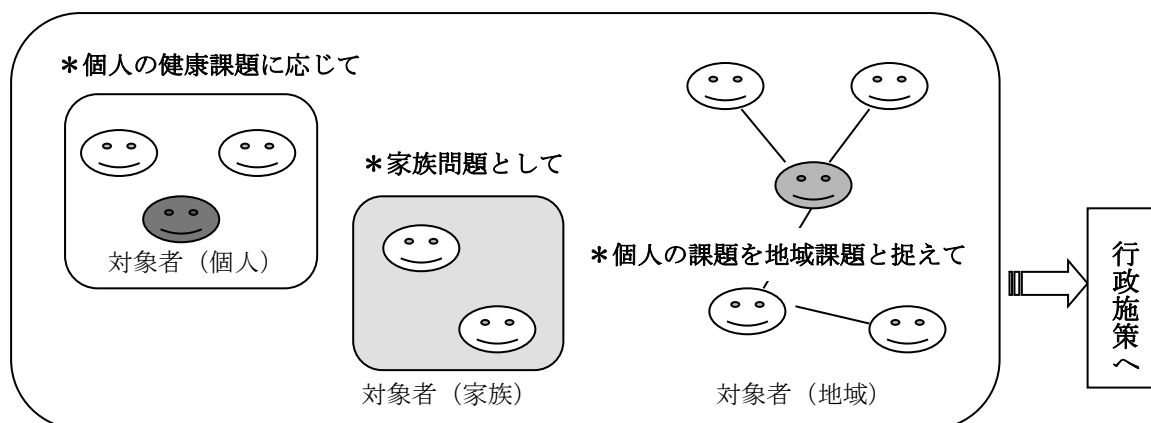 ＊個人の健康課題に応じて
対象者（個人）
＊家族問題として
対象者（家族）
＊個人の課題を地域課題と捉えて
対象者（地域）
行政施策へ